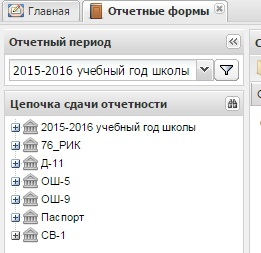 Главная
Отчетные формы
Отчетный период
2015-2016 учебный год школы
Цепочка сдачи отчетности
2015-2016 учебный год школы
76_РИК
Д-11
ОШ-5
ОШ-9
Паспорт
СВ-1